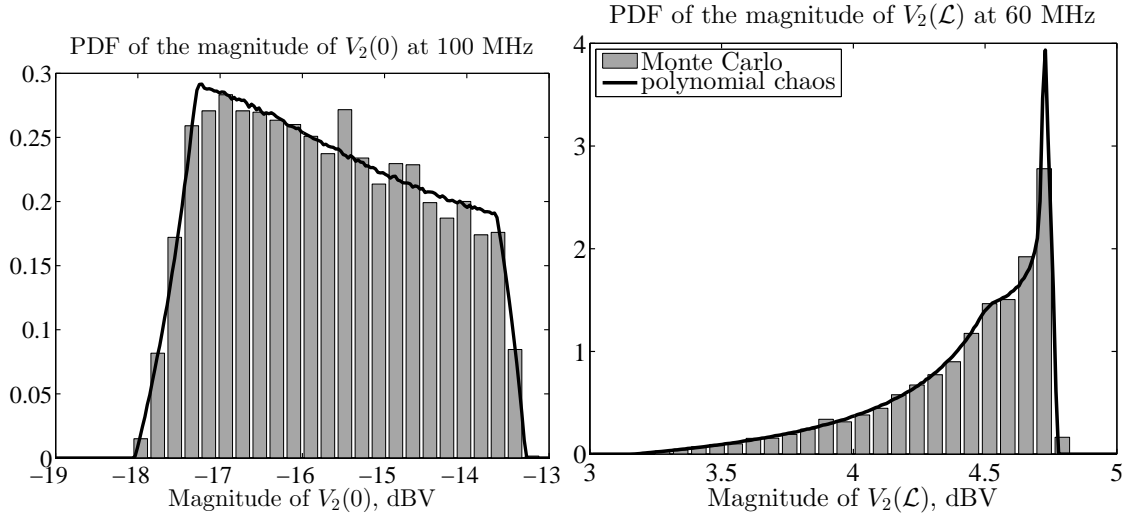 PDF of the magnitude of V₂(0) at 100 MHz
0.3
0.25
0.2
0.15
0.1
0.05
0
−19 −18 −17 −16 −15 −14 −13
Magnitude of V₂(0), dBV
PDF of the magnitude of V₂(ℒ) at 60 MHz
Monte Carlo
polynomial chaos
4
3
2
1
0
3 3.5 4 4.5 5
Magnitude of V₂(ℒ), dBV